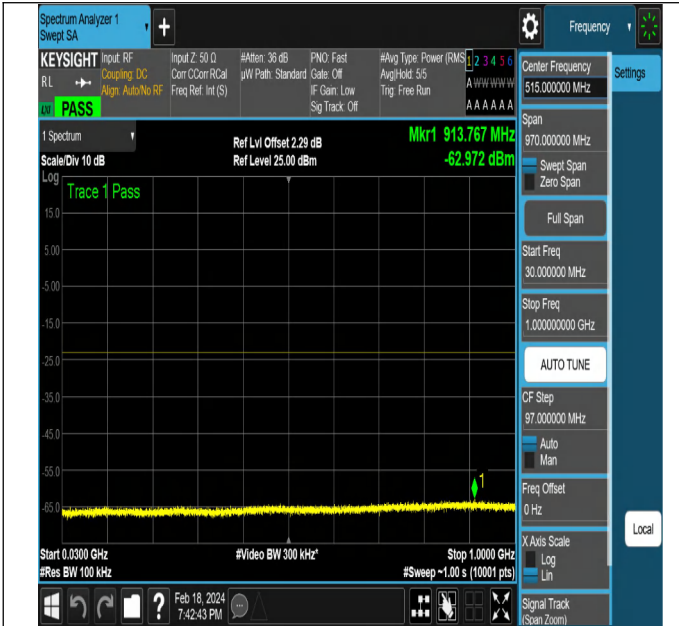 Spectrum Analyzer 1
Swept SA
+
Frequency
KEYSIGHT
RL
LXI
PASS
Input: RF
Coupling: DC
Align: Auto/No RF
Input Z: 50 Ω
Corr CCorr RCal
Freq Ref: Int (S)
#Atten: 36 dB
µW Path: Standard
PNO: Fast
Gate: Off
IF Gain: Low
Sig Track: Off
#Avg Type: Power (RMS
Avg|Hold: 5/5
Trig: Free Run
1 2 3 4 5 6
A W W W W W
A A A A A A
1 Spectrum
Scale/Div 10 dB
Ref Lvl Offset 2.29 dB
Ref Level 25.00 dBm
Mkr1 913.767 MHz
-62.972 dBm
Log
Trace 1 Pass
15.0
5.00
-5.00
-15.0
-25.0
-35.0
-45.0
-55.0
-65.0
1
Start 0.0300 GHz
#Res BW 100 kHz
#Video BW 300 kHz*
Stop 1.0000 GHz
#Sweep ~1.00 s (10001 pts)
?
Feb 18, 2024
7:42:43 PM
Center Frequency
515.000000 MHz
Settings
Span
970.000000 MHz
Swept Span
Zero Span
Full Span
Start Freq
30.000000 MHz
Stop Freq
1.000000000 GHz
AUTO TUNE
CF Step
97.000000 MHz
Auto
Man
Freq Offset
0 Hz
Local
X Axis Scale
Log
Lin
Signal Track
(Span Zoom)